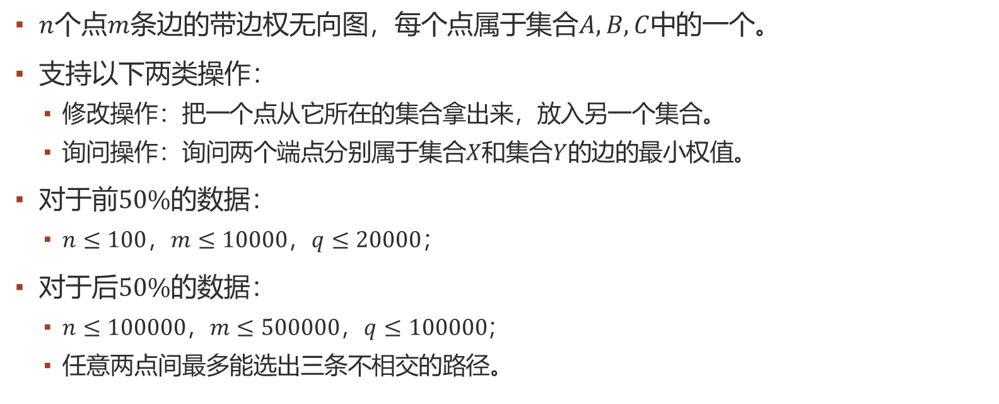 ▪ n个点m条边的带边权无向图，每个点属于集合A, B, C中的一个。
▪ 支持以下两类操作：
▪ 修改操作：把一个点从它所在的集合拿出来，放入另一个集合。
▪ 询问操作：询问两个端点分别属于集合X和集合Y的边的最小权值。
▪ 对于前50%的数据：
▪ n ≤ 100，m ≤ 10000，q ≤ 20000；
▪ 对于后50%的数据：
▪ n ≤ 100000，m ≤ 500000，q ≤ 100000；
▪ 任意两点间最多能选出三条不相交的路径。